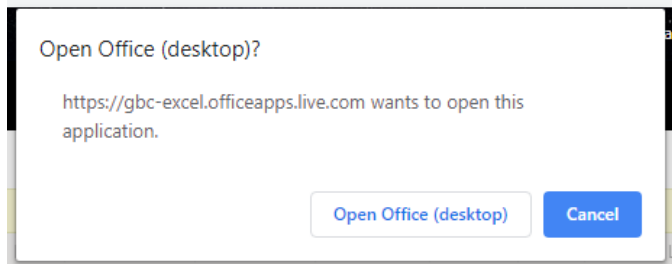 Open Office (desktop)?
https://gbc-excel.officeapps.live.com wants to open this
application.
Open Office (desktop)
Cancel